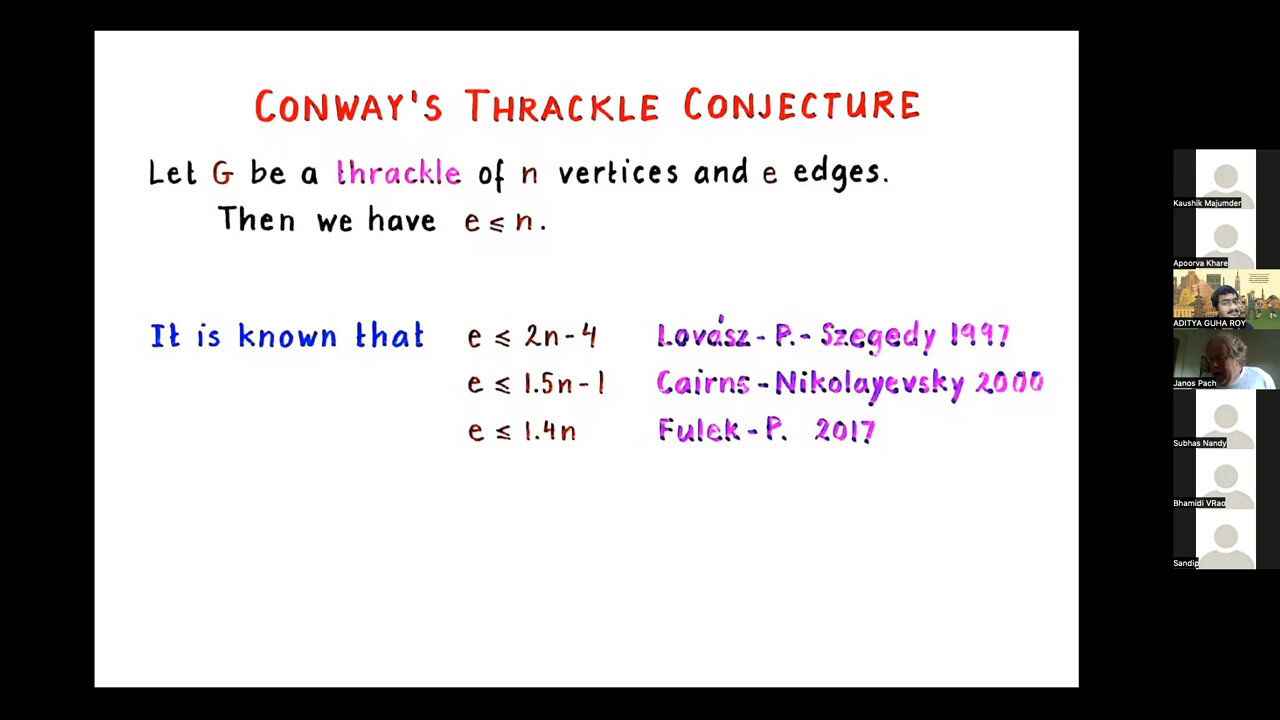 CONWAY'S THRACKLE CONJECTURE
Let G be a thrackle of n vertices and e edges.
Then we have e ≤ n.
It is known that e ≤ 2n-4 Lovász - P. - Szegedy 1997
e ≤ 1.5n-1 Cairns - Nikolayevsky 2000
e ≤ 1.4n Fulek - P. 2017
Kaushik Majumder
Apoorva Khare
ADITYA GUHA ROY
Janos Pach
Subhas Nandy
Bhamidi VRao
Sandip